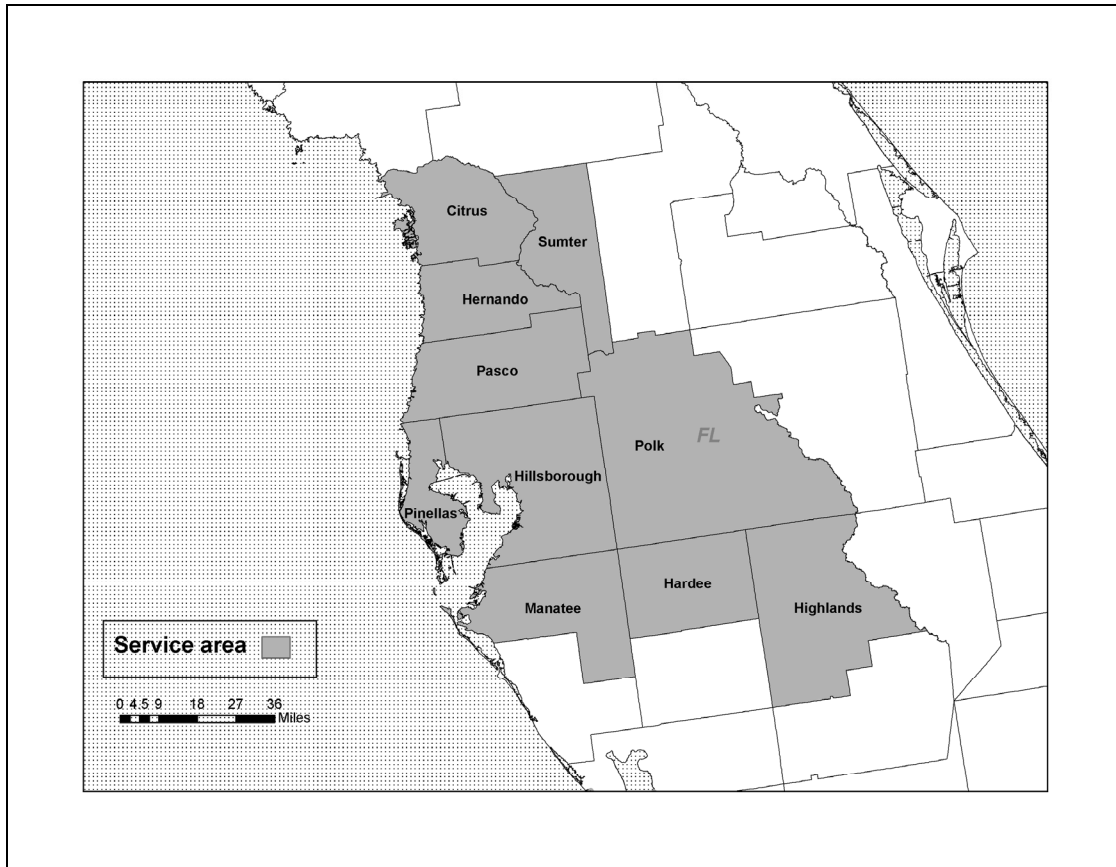 Citrus
Sumter
Hernando
Pasco
Polk
FL
Hillsborough
Pinellas
Hardee
Manatee
Highlands
Service area
0 4.5 9 18 27 36
Miles